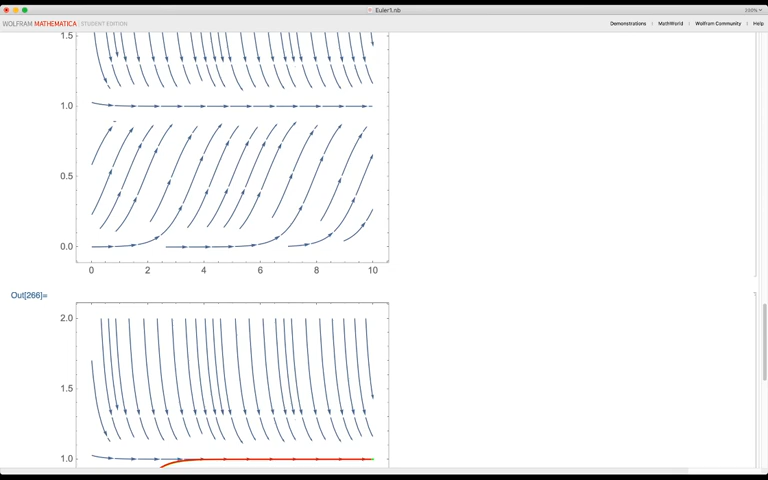 Euler1.nb
200%
WOLFRAM MATHEMATICA | STUDENT EDITION
Demonstrations | MathWorld | Wolfram Community | Help
1.5
1.0
0.5
0.0
0 2 4 6 8 10
Out[266]=
2.0
1.5
1.0